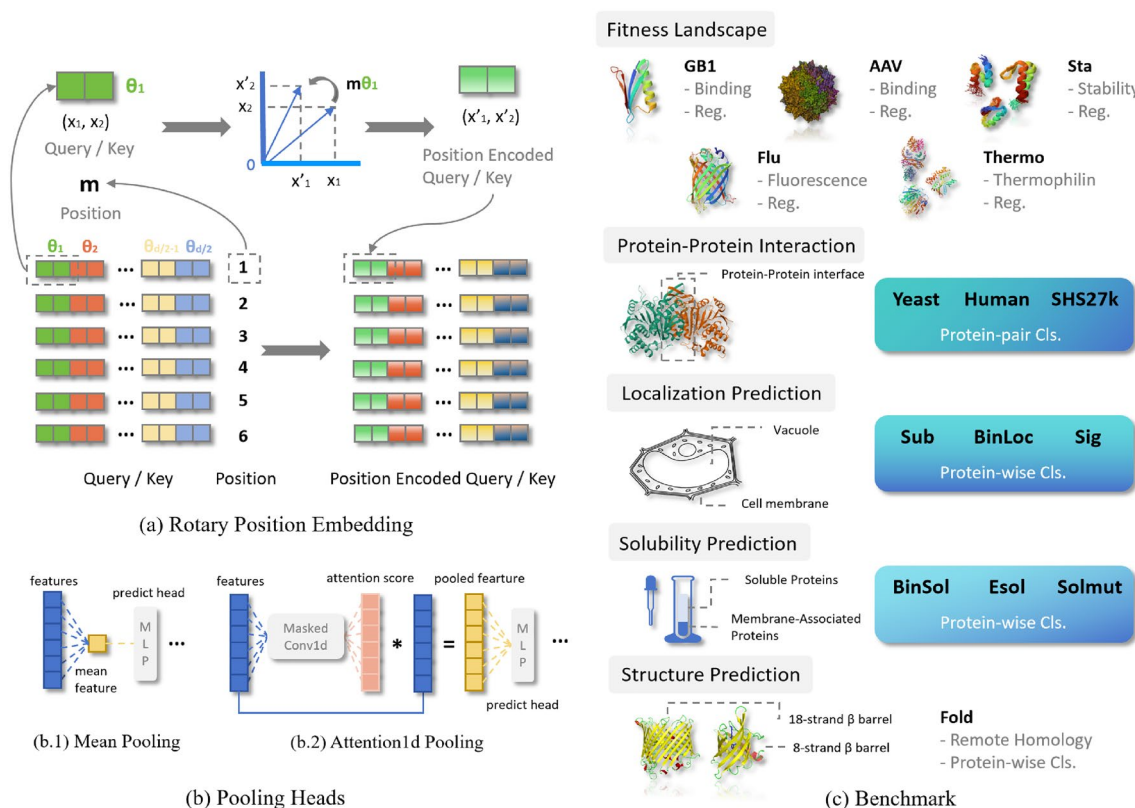 θ1
(x1, x2)
Query / Key
m
Position
x'2
x2
0
x'1
x1
mθ1
(x'1, x'2)
Position Encoded
Query / Key
θ1 θ2 θd/2-1 θd/2
... 1 ...
... 2 ...
... 3 ...
... 4 ...
... 5 ...
... 6 ...
Query / Key Position Position Encoded Query / Key
(a) Rotary Position Embedding
features
predict head
M
L
P
...
mean
feature
(b.1) Mean Pooling
features
attention score
pooled fearture
Masked
Conv1d
*
=
M
L
P
...
predict head
(b.2) Attention1d Pooling
(b) Pooling Heads
Fitness Landscape
GB1
- Binding
- Reg.
AAV
- Binding
- Reg.
Sta
- Stability
- Reg.
Flu
- Fluorescence
- Reg.
Thermo
- Thermophilin
- Reg.
Protein-Protein Interaction
Protein-Protein interface
Yeast Human SHS27k
Protein-pair Cls.
Localization Prediction
Vacuole
Cell membrane
Sub BinLoc Sig
Protein-wise Cls.
Solubility Prediction
Soluble Proteins
Membrane-Associated
Proteins
BinSol Esol Solmut
Protein-wise Cls.
Structure Prediction
18-strand β barrel
8-strand β barrel
Fold
- Remote Homology
- Protein-wise Cls.
(c) Benchmark